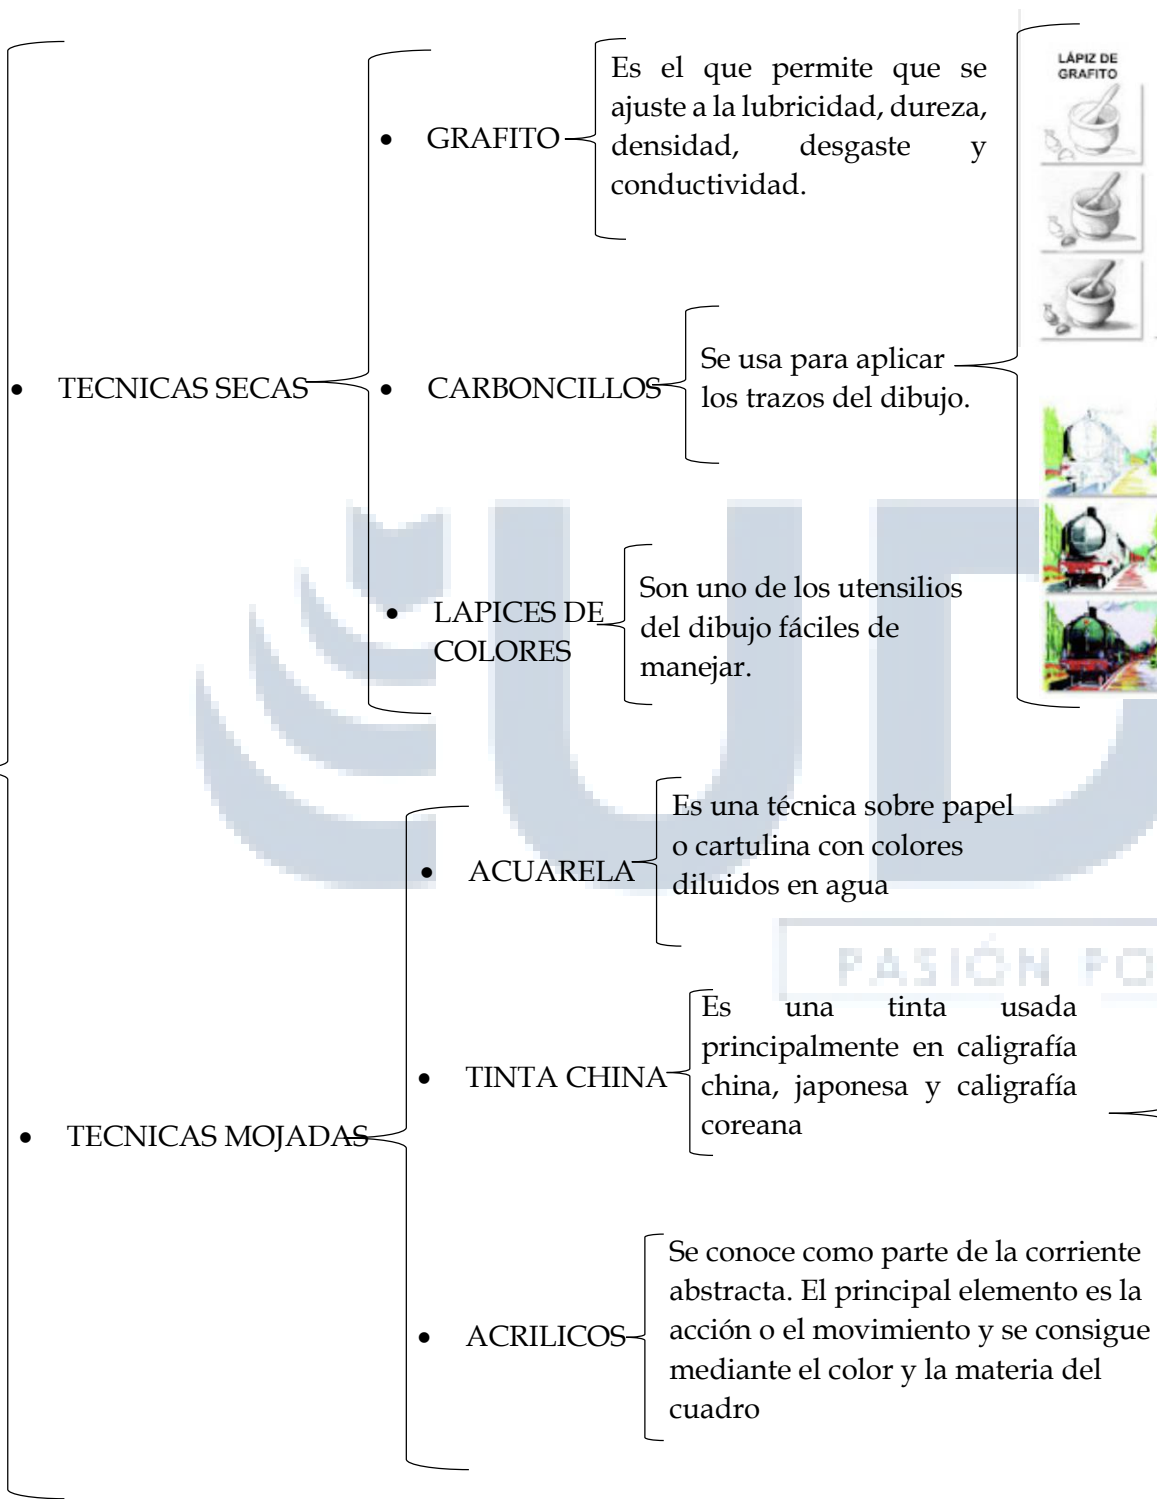 LÁPIZ DE
GRAFITO
Es el que permite que se
ajuste a la lubricidad, dureza,
densidad, desgaste y
conductividad.
• GRAFITO
• TECNICAS SECAS
• CARBONCILLOS
Se usa para aplicar
los trazos del dibujo.
• LAPICES DE
COLORES
Son uno de los utensilios
del dibujo fáciles de
manejar.
UD
• ACUARELA
Es una técnica sobre papel
o cartulina con colores
diluidos en agua
PASIÓN PO
• TINTA CHINA
Es una tinta usada
principalmente en caligrafía
china, japonesa y caligrafía
coreana
• TECNICAS MOJADAS
• ACRILICOS
Se conoce como parte de la corriente
abstracta. El principal elemento es la
acción o el movimiento y se consigue
mediante el color y la materia del
cuadro